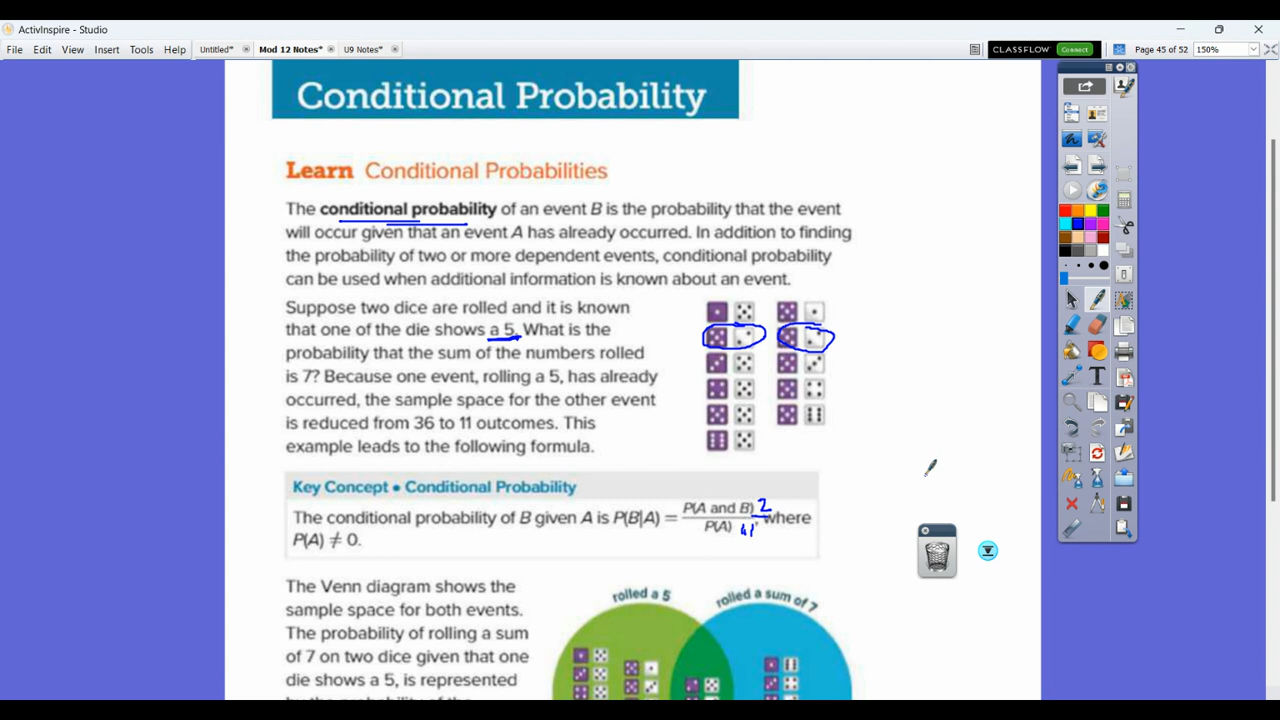 ActivInspire - Studio
File Edit View Insert Tools Help Untitled* Mod 12 Notes* U9 Notes* CLASSFLOW Connect Page 45 of 52 150%
Conditional Probability
Learn Conditional Probabilities
The conditional probability of an event B is the probability that the event
will occur given that an event A has already occurred. In addition to finding
the probability of two or more dependent events, conditional probability
can be used when additional information is known about an event.
Suppose two dice are rolled and it is known
that one of the die shows a 5. What is the
probability that the sum of the numbers rolled
is 7? Because one event, rolling a 5, has already
occurred, the sample space for the other event
is reduced from 36 to 11 outcomes. This
example leads to the following formula.
Key Concept • Conditional Probability
The conditional probability of B given A is P(B|A) = P(A and B)/P(A), where
2
11
P(A) ≠ 0.
The Venn diagram shows the
sample space for both events.
The probability of rolling a sum
of 7 on two dice given that one
die shows a 5, is represented
rolled a 5
rolled a sum of 7